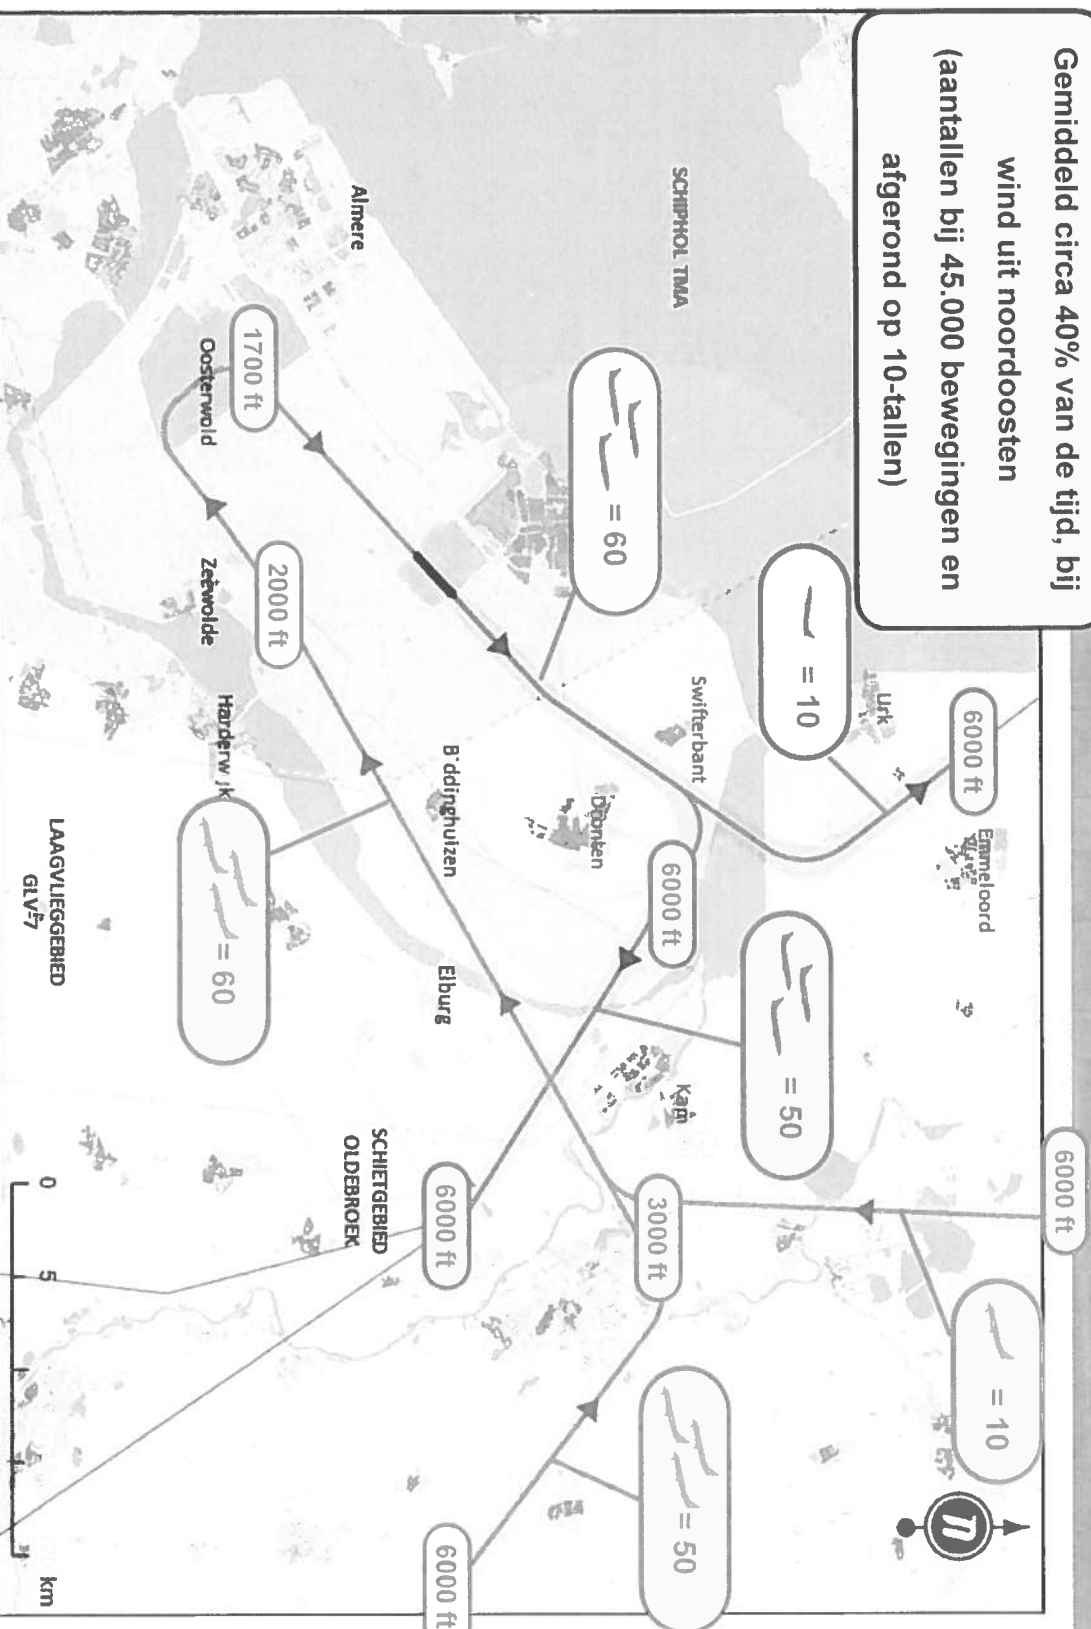 Gemiddeld circa 40% van de tijd, bij
wind uit noordoosten
(aantallen bij 45.000 bewegingen en
afgerond op 10-tallen)
6000 ft
= 10
6000 ft
Emmeloord
Urk
= 10
SCHIPHOL TMA
= 60
Swifterbant
= 50
6000 ft
Dronten
Kam
3000 ft
= 50
Almere
1700 ft
Oosterwold
2000 ft
Zeewolde
Harderwijk
B'ddinghuizen
Elburg
= 60
6000 ft
6000 ft
SCHIETGEBIED
OLDEBROEK
LAAGVLIEGGEBIED
GLV-7
0
5
km